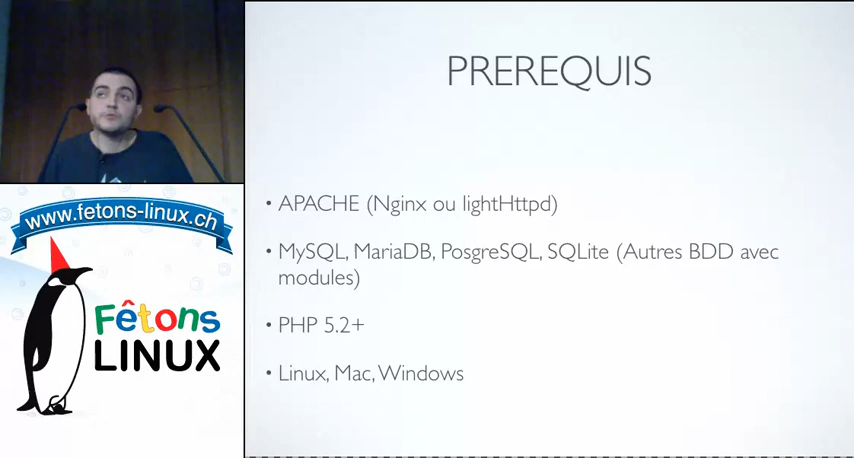 PREREQUIS
• APACHE (Nginx ou lightHttpd)
• MySQL, MariaDB, PosgreSQL, SQLite (Autres BDD avec
modules)
• PHP 5.2+
• Linux, Mac, Windows
www.fetons-linux.ch
Fêtons
LINUX